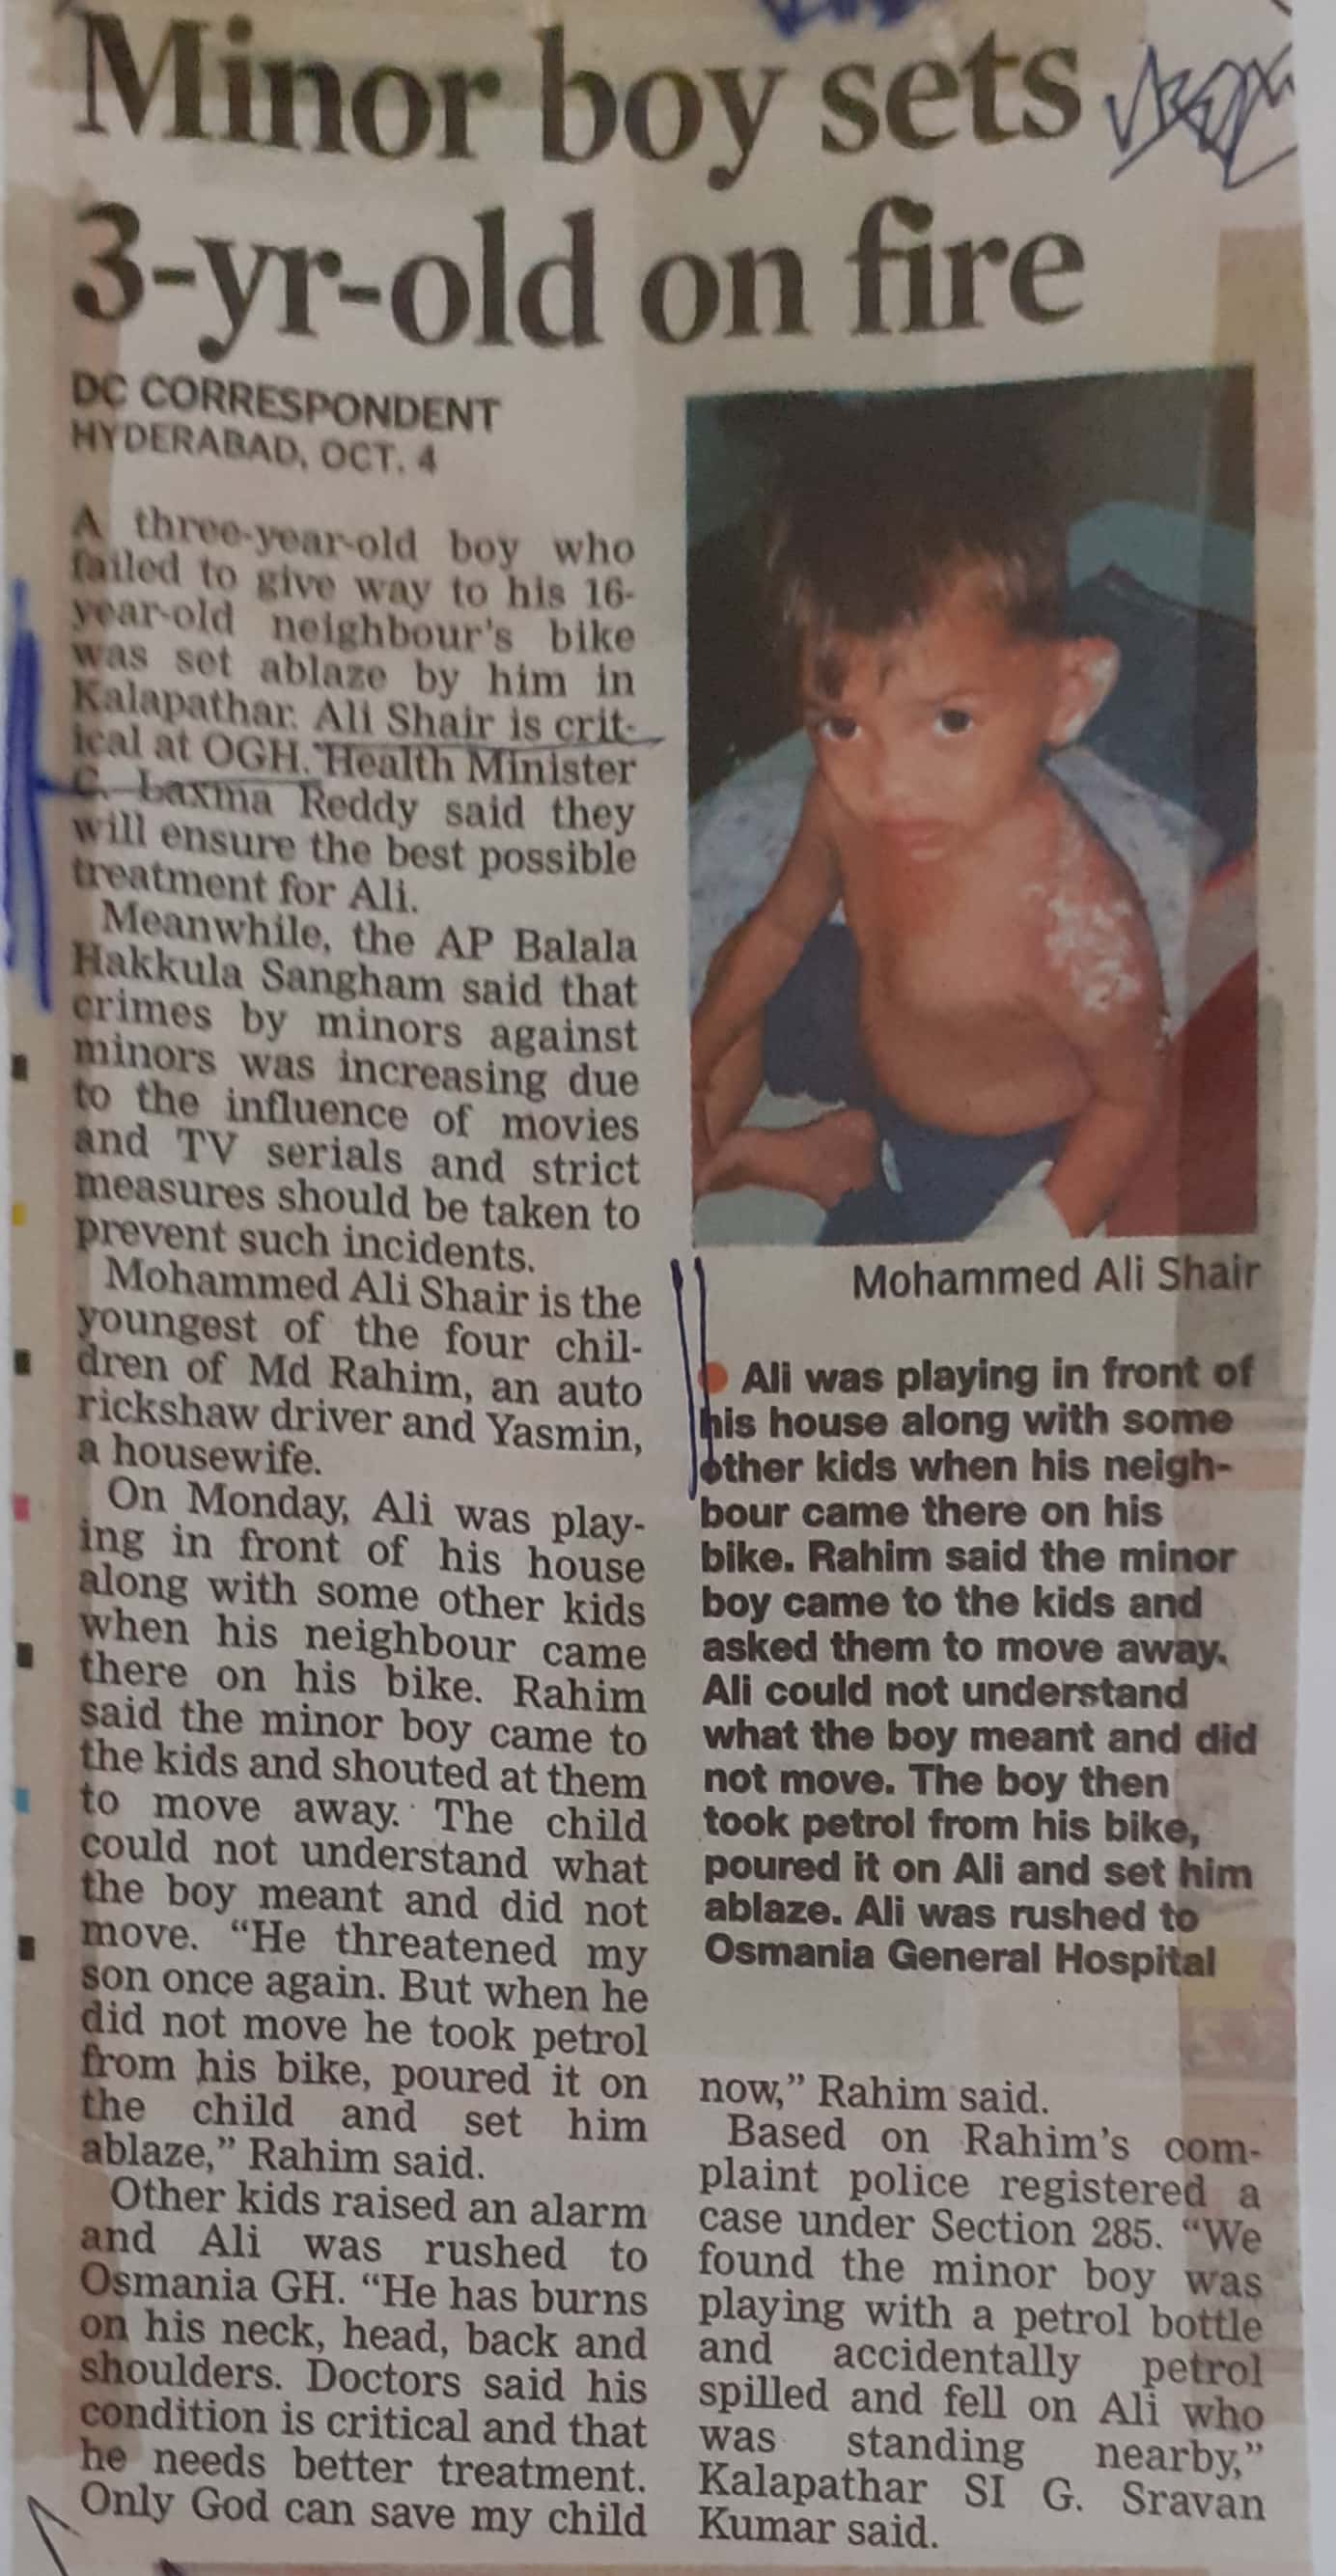 Minor boy sets
3-yr-old on fire
DC CORRESPONDENT
HYDERABAD, OCT. 4
A three-year-old boy who
failed to give way to his 16-
year-old neighbour's bike
was set ablaze by him in
Kalapathar. Ali Shair is crit-
ical at OGH. Health Minister
C. Laxma Reddy said they
will ensure the best possible
treatment for Ali.
Meanwhile, the AP Balala
Hakkula Sangham said that
crimes by minors against
minors was increasing due
to the influence of movies
and TV serials and strict
measures should be taken to
prevent such incidents.
Mohammed Ali Shair is the
youngest of the four chil-
dren of Md Rahim, an auto
rickshaw driver and Yasmin,
a housewife.
On Monday, Ali was play-
ing in front of his house
along with some other kids
when his neighbour came
there on his bike. Rahim
said the minor boy came to
the kids and shouted at them
to move away. The child
could not understand what
the boy meant and did not
move. “He threatened my
son once again. But when he
did not move he took petrol
from his bike, poured it on
the child and set him
ablaze,” Rahim said.
Other kids raised an alarm
and Ali was rushed to
Osmania GH. “He has burns
on his neck, head, back and
shoulders. Doctors said his
condition is critical and that
he needs better treatment.
Only God can save my child
Mohammed Ali Shair
● Ali was playing in front of
his house along with some
other kids when his neigh-
bour came there on his
bike. Rahim said the minor
boy came to the kids and
asked them to move away.
Ali could not understand
what the boy meant and did
not move. The boy then
took petrol from his bike,
poured it on Ali and set him
ablaze. Ali was rushed to
Osmania General Hospital
now,” Rahim said.
Based on Rahim's com-
plaint police registered a
case under Section 285. “We
found the minor boy was
playing with a petrol bottle
and accidentally petrol
spilled and fell on Ali who
was standing nearby,”
Kalapathar SI G. Sravan
Kumar said.